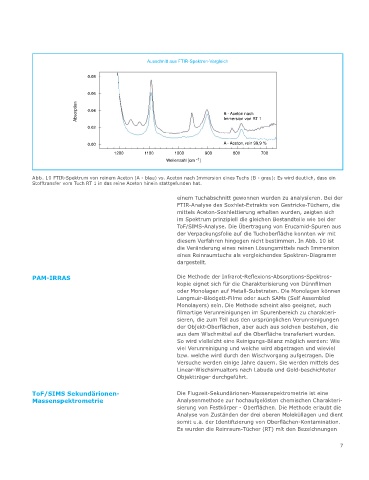 Ausschnitt aus FTIR-Spektren-Vergleich
0.08
0.06
0.04
0.02
0.00
Absorption
B - Aceton nach
Immersion von RT 1
A - Aceton, rein 99,9 %
1200 1100 1000 900 800 700
Wellenzahl [cm⁻¹]
Abb. 10 FTIR-Spektrum von reinem Aceton (A - blau) vs. Aceton nach Immersion eines Tuchs (B - grau): Es wird deutlich, dass ein
Stofftransfer vom Tuch RT 1 in das reine Aceton hinein stattgefunden hat.
einem Tuchabschnitt gewonnen wurden zu analysieren. Bei der
FTIR-Analyse des Soxhlet-Extrakts von Gestricke-Tüchern, die
mittels Aceton-Soxhlettierung erhalten wurden, zeigten sich
im Spektrum prinzipiell die gleichen Bestandteile wie bei der
ToF/SIMS-Analyse. Die Übertragung von Erucamid-Spuren aus
der Verpackungsfolie auf die Tuchoberfläche konnten wir mit
diesem Verfahren hingegen nicht bestimmen. In Abb. 10 ist
die Veränderung eines reinen Lösungsmittels nach Immersion
eines Reinraumtuchs als vergleichendes Spektren-Diagramm
dargestellt.
PAM-IRRAS
Die Methode der Infrarot-Reflexions-Absorptions-Spektros-
kopie eignet sich für die Charakterisierung von Dünnfilmen
oder Monolagen auf Metall-Substraten. Die Monolagen können
Langmuir-Blodgett-Filme oder auch SAMs (Self Assembled
Monolayers) sein. Die Methode scheint also geeignet, auch
filmartige Verunreinigungen im Spurenbereich zu charakteri-
sieren, die zum Teil aus den ursprünglichen Verunreinigungen
der Objekt-Oberflächen, aber auch aus solchen bestehen, die
aus dem Wischmittel auf die Oberfläche transferiert wurden.
So wird vielleicht eine Reinigungs-Bilanz möglich werden: Wie
viel Verunreinigung und welche wird abgetragen und wieviel
bzw. welche wird durch den Wischvorgang aufgetragen. Die
Versuche werden einige Jahre dauern. Sie werden mittels des
Linear-Wischsimulators nach Labuda und Gold-beschichteter
Objektträger durchgeführt.
ToF/SIMS Sekundärionen-
Massenspektrometrie
Die Flugzeit-Sekundärionen-Massenspektrometrie ist eine
Analysenmethode zur hochaufgelösten chemischen Charakteri-
sierung von Festkörper - Oberflächen. Die Methode erlaubt die
Analyse von Zuständen der drei oberen Moleküllagen und dient
somit u.a. der Identifizierung von Oberflächen-Kontamination.
Es wurden die Reinraum-Tücher (RT) mit den Bezeichnungen
7